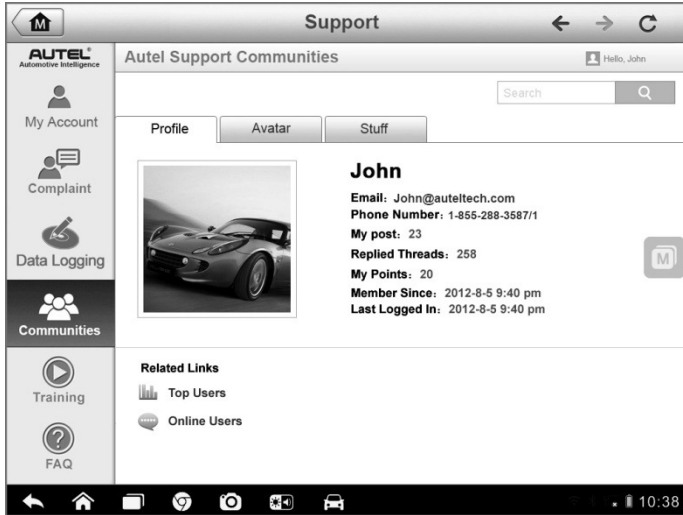 M
Support
AUTEL®
Automotive Intelligence
Autel Support Communities
Hello, John
Search
My Account
Profile
Avatar
Stuff
John
Email: John@auteltech.com
Phone Number: 1-855-288-3587/1
My post: 23
Replied Threads: 258
My Points: 20
Member Since: 2012-8-5 9:40 pm
Last Logged In: 2012-8-5 9:40 pm
M
Complaint
Data Logging
Communities
Training
? FAQ
Related Links
Top Users
Online Users
10:38